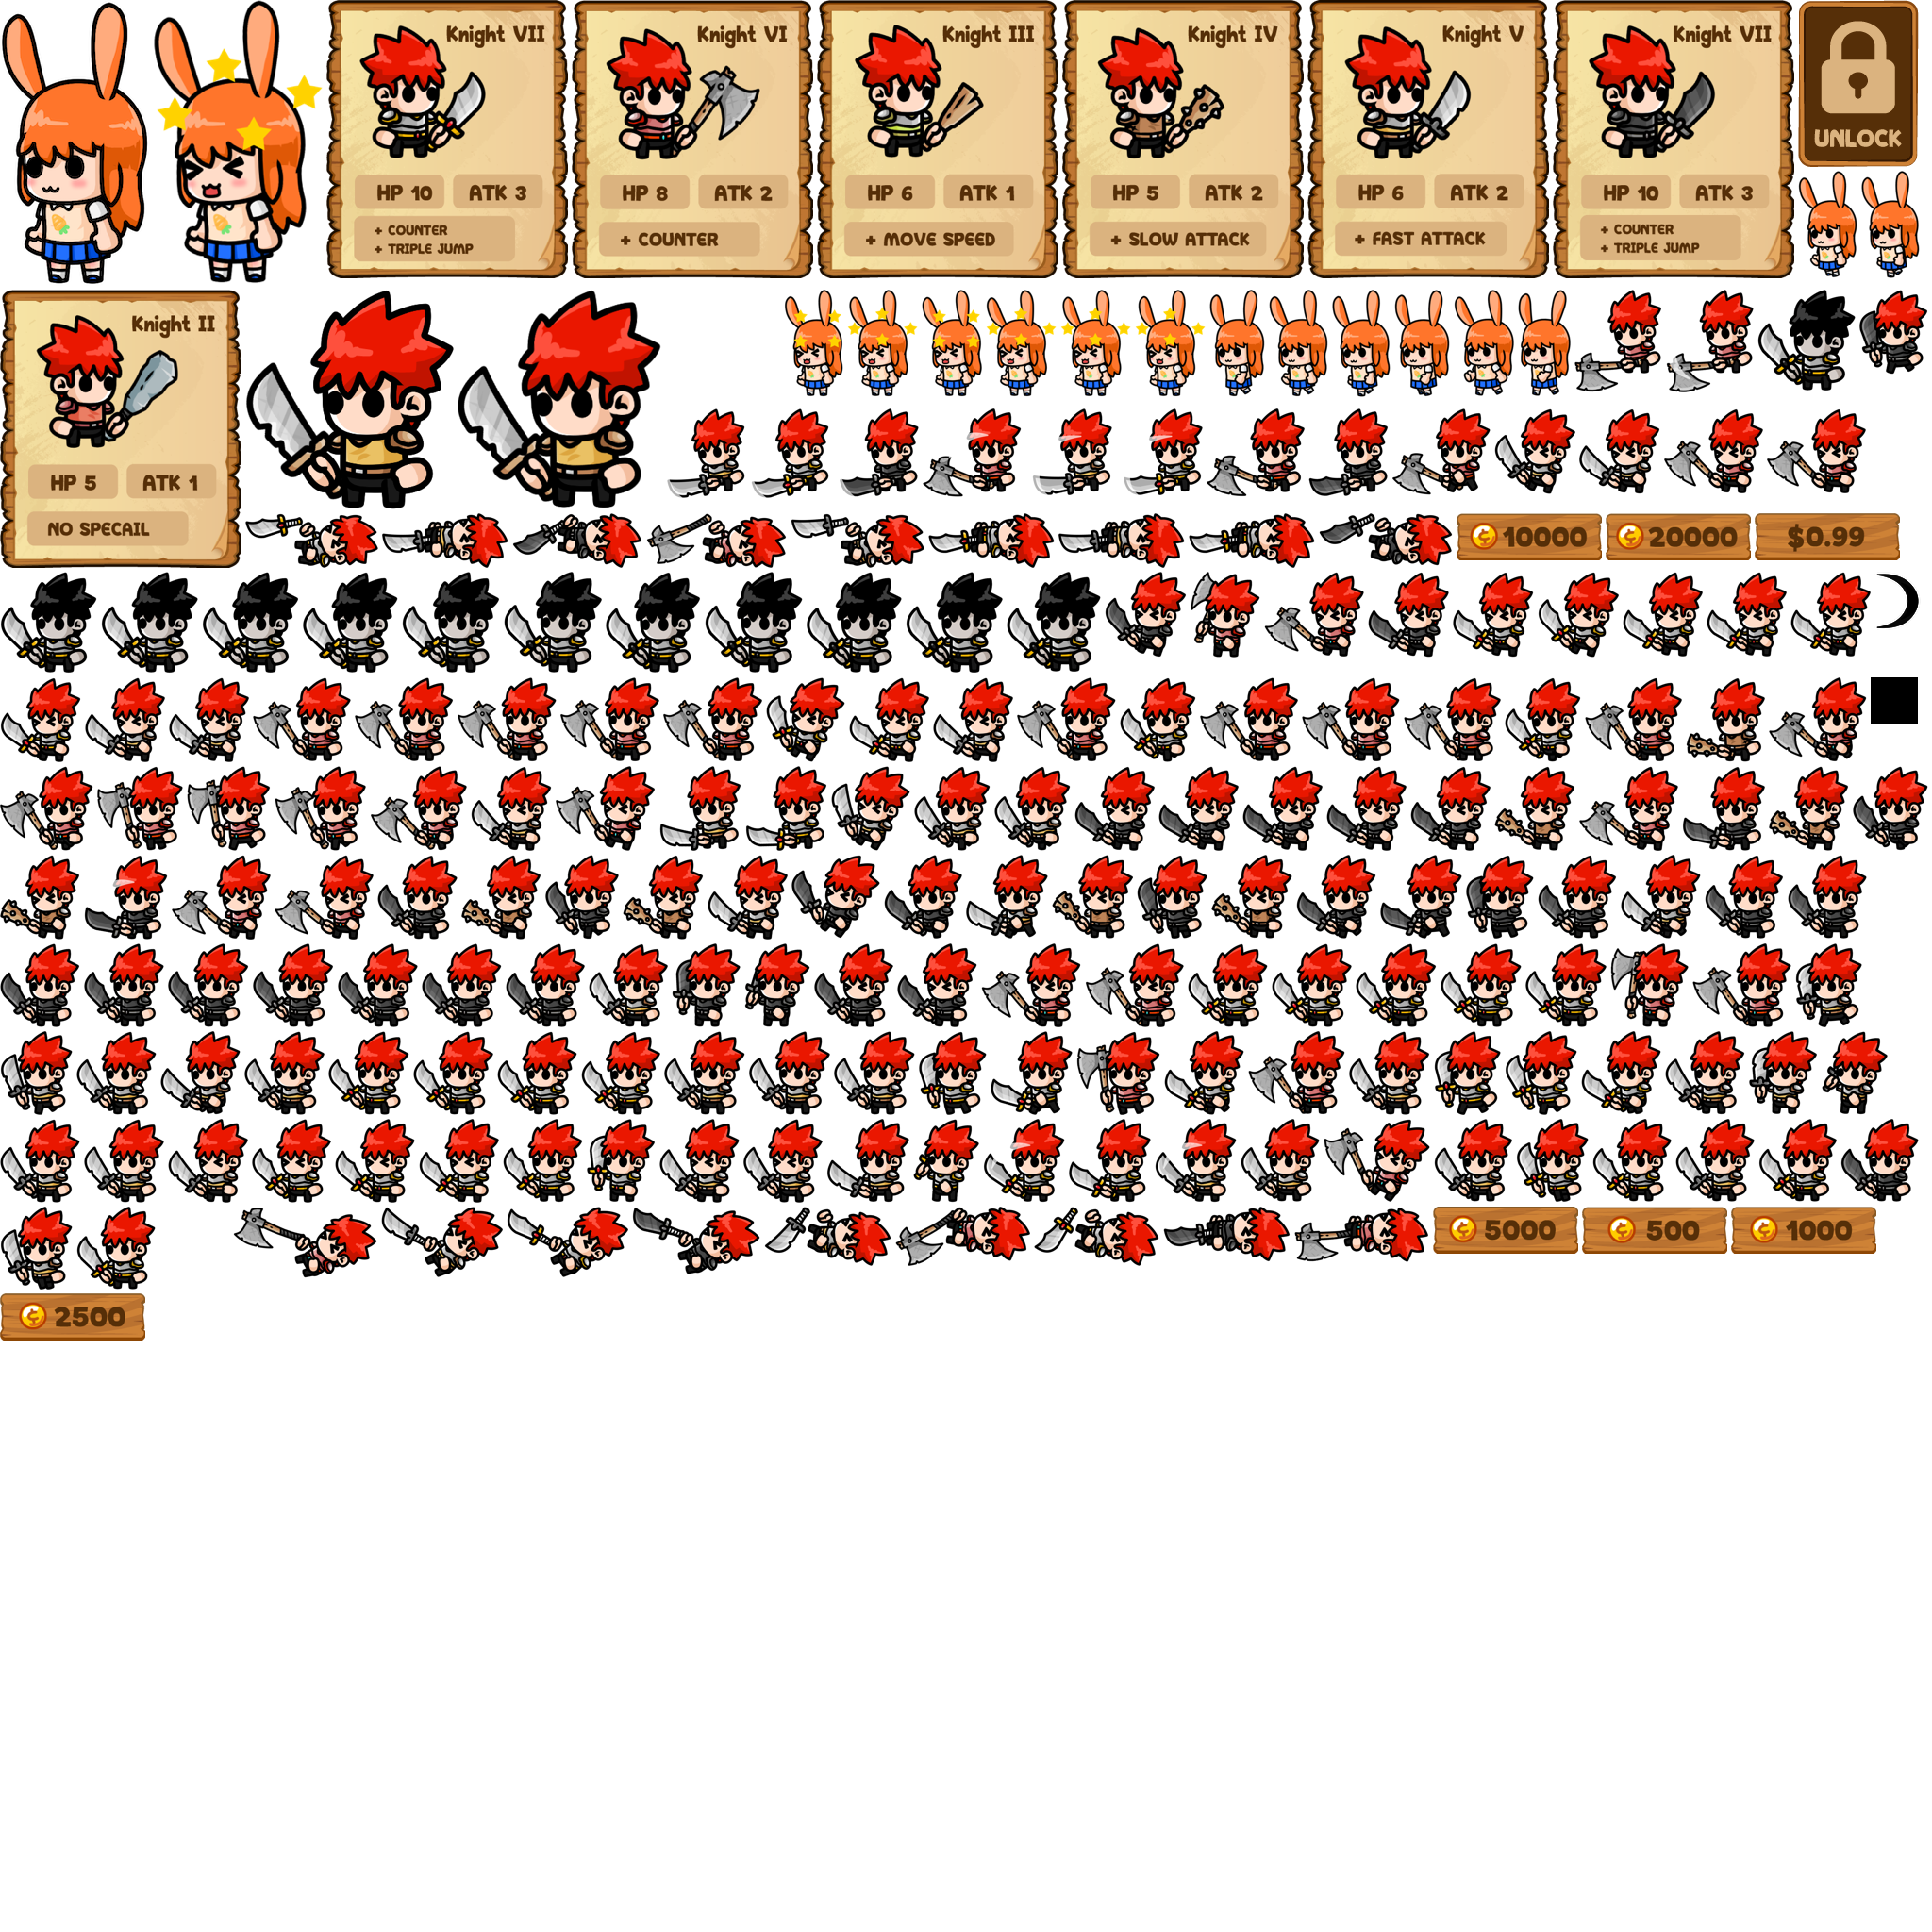 Knight VII
HP 10 ATK 3
+ COUNTER
+ TRIPLE JUMP
Knight VI
HP 8 ATK 2
+ COUNTER
Knight III
HP 6 ATK 1
+ MOVE SPEED
Knight IV
HP 5 ATK 2
+ SLOW ATTACK
Knight V
HP 6 ATK 2
+ FAST ATTACK
Knight VII
HP 10 ATK 3
+ COUNTER
+ TRIPLE JUMP
UNLOCK
Knight II
HP 5 ATK 1
NO SPECAIL
10000
20000
$0.99
5000
500
1000
2500